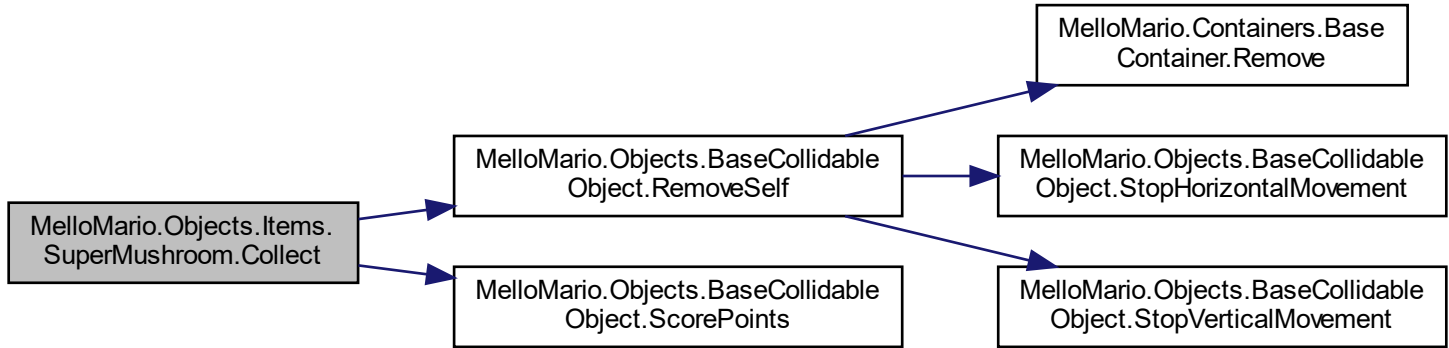 MelloMario.Objects.Items.
SuperMushroom.Collect
MelloMario.Objects.BaseCollidable
Object.RemoveSelf
MelloMario.Objects.BaseCollidable
Object.ScorePoints
MelloMario.Containers.Base
Container.Remove
MelloMario.Objects.BaseCollidable
Object.StopHorizontalMovement
MelloMario.Objects.BaseCollidable
Object.StopVerticalMovement